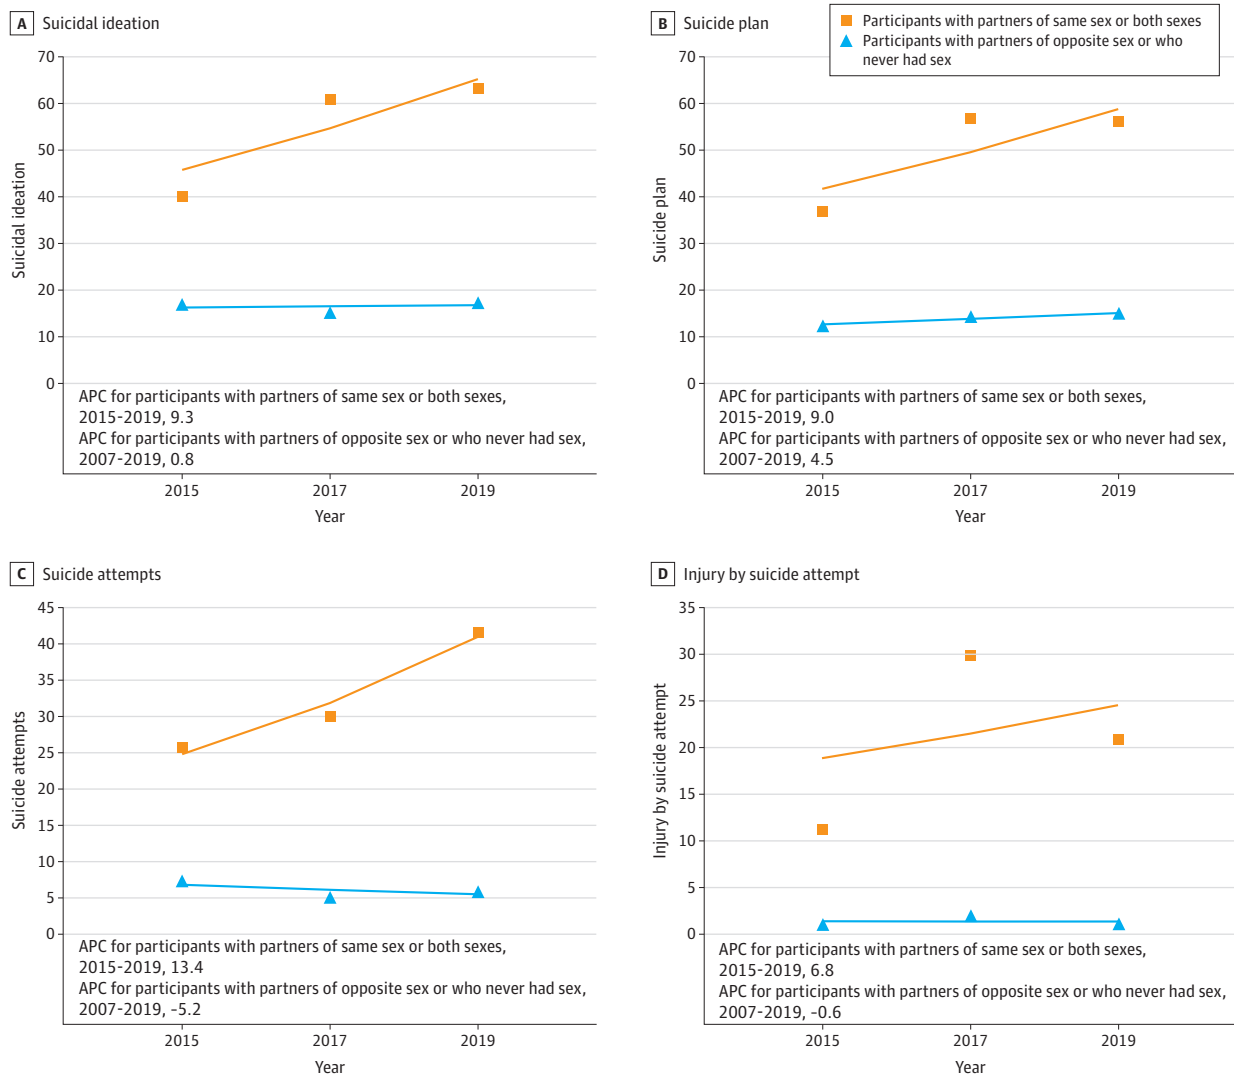 A Suicidal ideation
Suicidal ideation
70
60
50
40
30
20
10
0
APC for participants with partners of same sex or both sexes,
2015-2019, 9.3
APC for participants with partners of opposite sex or who never had sex,
2007-2019, 0.8
2015 2017 2019
Year
B Suicide plan
Participants with partners of same sex or both sexes
Participants with partners of opposite sex or who
never had sex
Suicide plan
70
60
50
40
30
20
10
0
APC for participants with partners of same sex or both sexes,
2015-2019, 9.0
APC for participants with partners of opposite sex or who never had sex,
2007-2019, 4.5
2015 2017 2019
Year
C Suicide attempts
Suicide attempts
45
40
35
30
25
20
15
10
5
0
APC for participants with partners of same sex or both sexes,
2015-2019, 13.4
APC for participants with partners of opposite sex or who never had sex,
2007-2019, -5.2
2015 2017 2019
Year
D Injury by suicide attempt
Injury by suicide attempt
35
30
25
20
15
10
5
0
APC for participants with partners of same sex or both sexes,
2015-2019, 6.8
APC for participants with partners of opposite sex or who never had sex,
2007-2019, -0.6
2015 2017 2019
Year